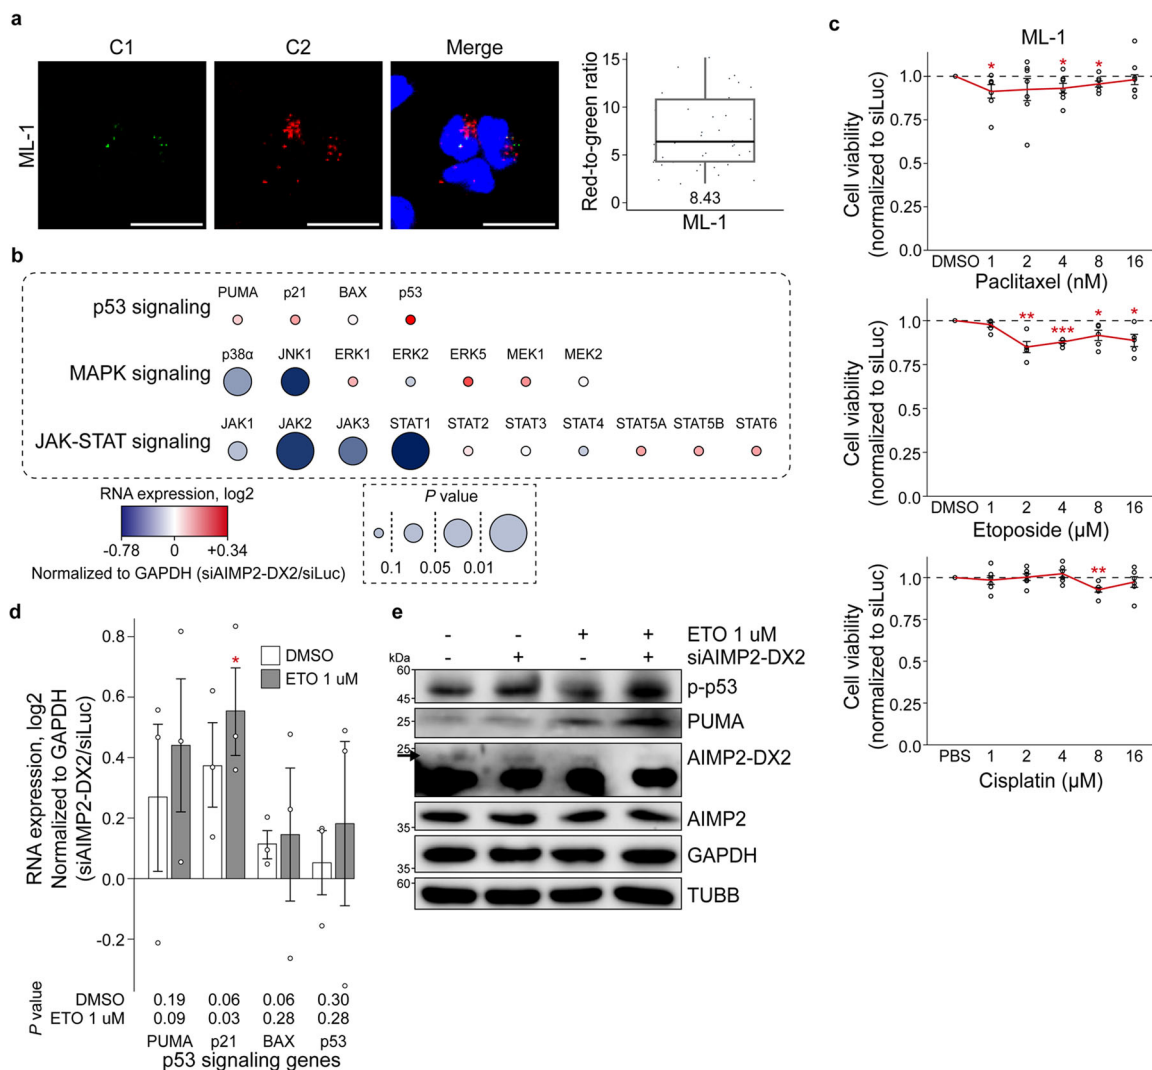 a
C1
C2
Merge
ML-1
Red-to-green ratio
15
10
5
0
8.43
ML-1
b
p53 signaling
PUMA p21 BAX p53
MAPK signaling
p38α JNK1 ERK1 ERK2 ERK5 MEK1 MEK2
JAK-STAT signaling
JAK1 JAK2 JAK3 STAT1 STAT2 STAT3 STAT4 STAT5A STAT5B STAT6
RNA expression, log2
-0.78 0 +0.34
Normalized to GAPDH (siAIMP2-DX2/siLuc)
P value
0.1 0.05 0.01
c
ML-1
Cell viability
(normalized to siLuc)
1.0
0.75
0.50
0.25
0.0
* * *
DMSO 1 2 4 8 16
Paclitaxel (nM)
Cell viability
(normalized to siLuc)
1.0
0.75
0.50
0.25
0.0
** *** * *
DMSO 1 2 4 8 16
Etoposide (µM)
Cell viability
(normalized to siLuc)
1.0
0.75
0.50
0.25
0.0
**
PBS 1 2 4 8 16
Cisplatin (µM)
d
RNA expression, log2
Normalized to GAPDH
(siAIMP2-DX2/siLuc)
0.8
0.6
0.4
0.2
0.0
-0.2
*
DMSO
ETO 1 uM
P value
DMSO 0.19 0.06 0.06 0.30
ETO 1 uM 0.09 0.03 0.28 0.28
PUMA p21 BAX p53
p53 signaling genes
e
- - + + ETO 1 uM
- + - + siAIMP2-DX2
kDa
60
45
p-p53
25
PUMA
25
AIMP2-DX2
35
AIMP2
35
GAPDH
60
TUBB